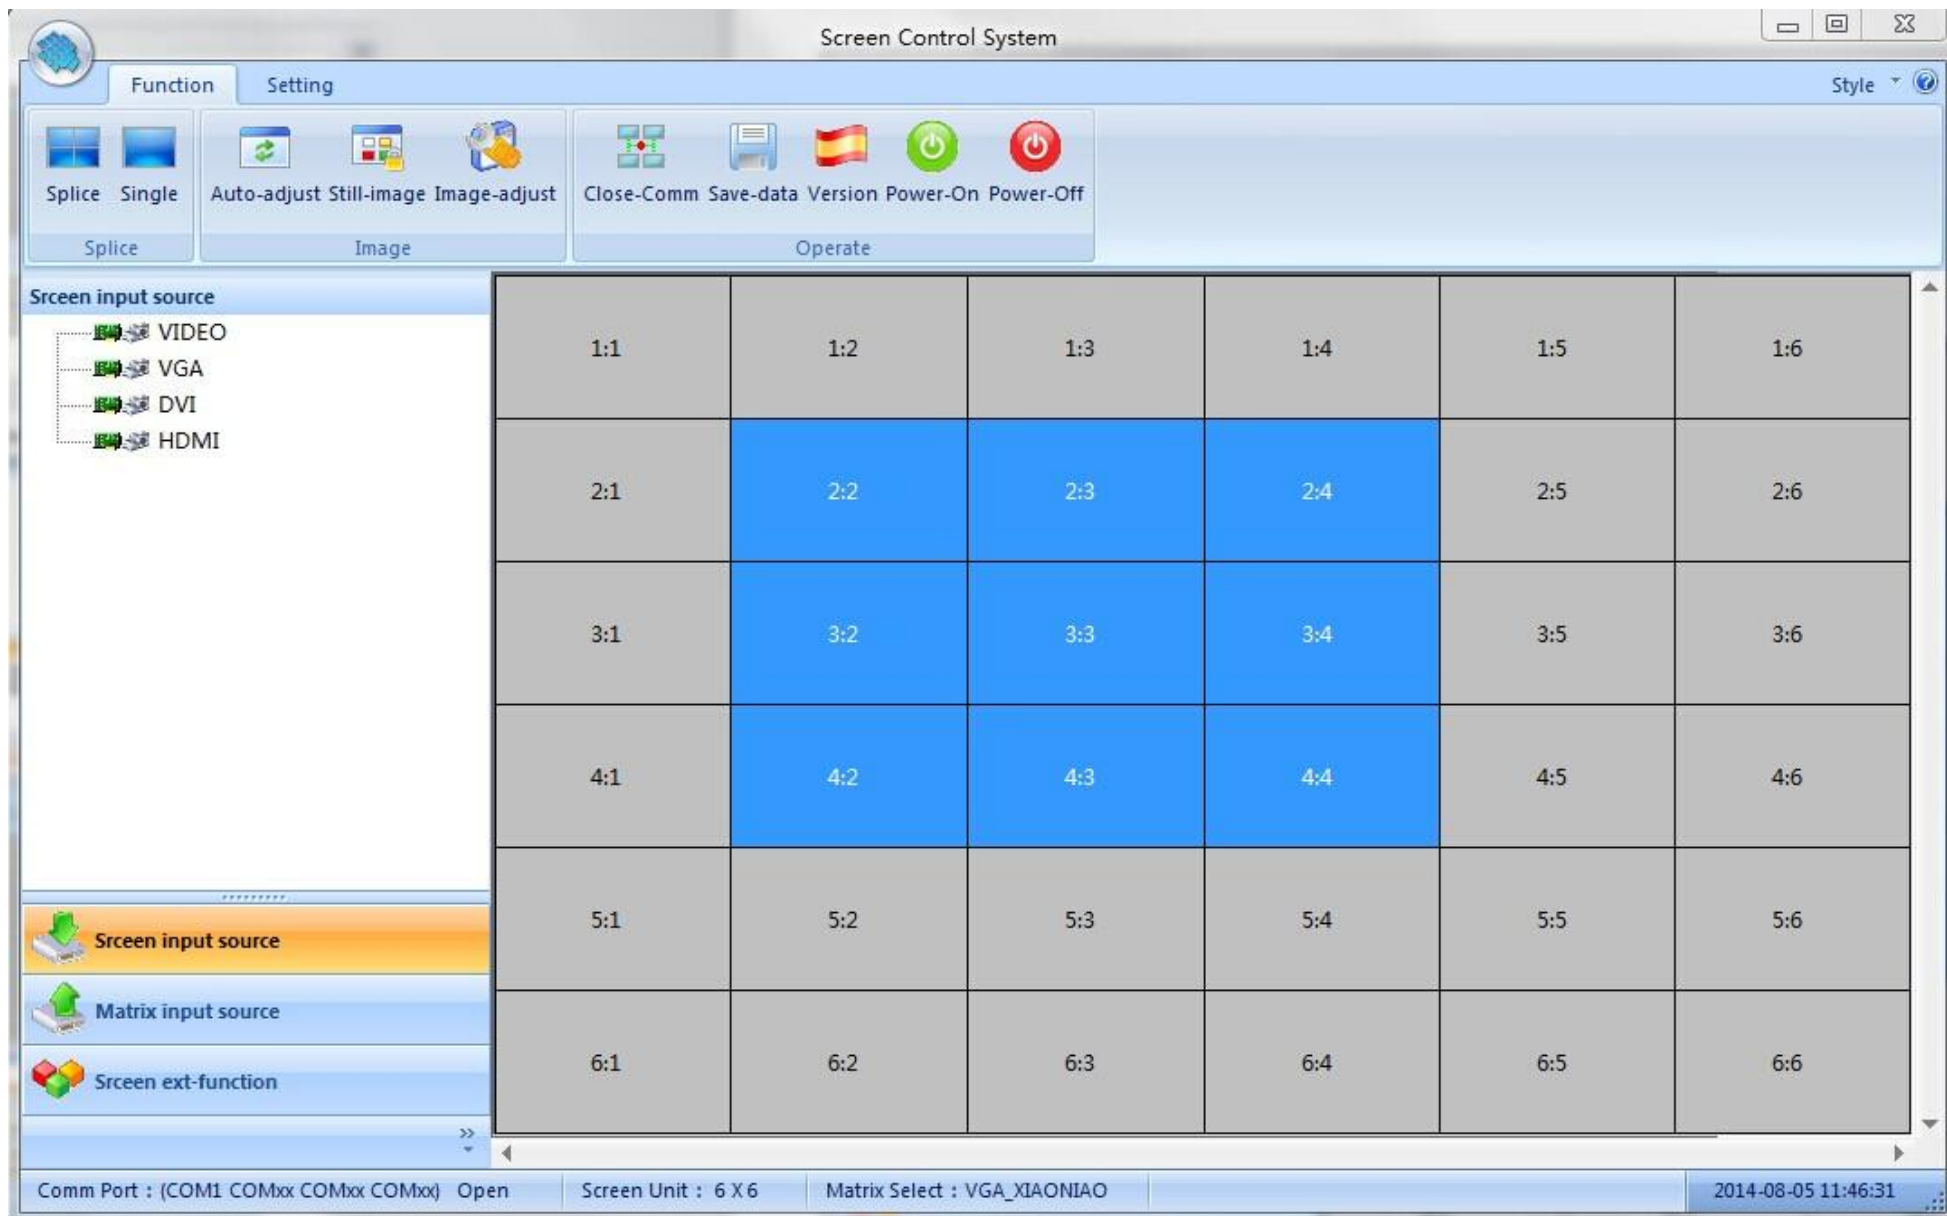 Screen Control System
Function Setting Style
Splice Single Auto-adjust Still-image Image-adjust Close-Comm Save-data Version Power-On Power-Off
Splice Image Operate
Srceen input source
VIDEO
VGA
DVI
HDMI
1:1 1:2 1:3 1:4 1:5 1:6
2:1 2:2 2:3 2:4 2:5 2:6
3:1 3:2 3:3 3:4 3:5 3:6
4:1 4:2 4:3 4:4 4:5 4:6
5:1 5:2 5:3 5:4 5:5 5:6
6:1 6:2 6:3 6:4 6:5 6:6
Srceen input source
Matrix input source
Srceen ext-function
Comm Port : (COM1 COMxx COMxx COMxx) Open Screen Unit : 6 X 6 Matrix Select : VGA_XIAONIAO 2014-08-05 11:46:31